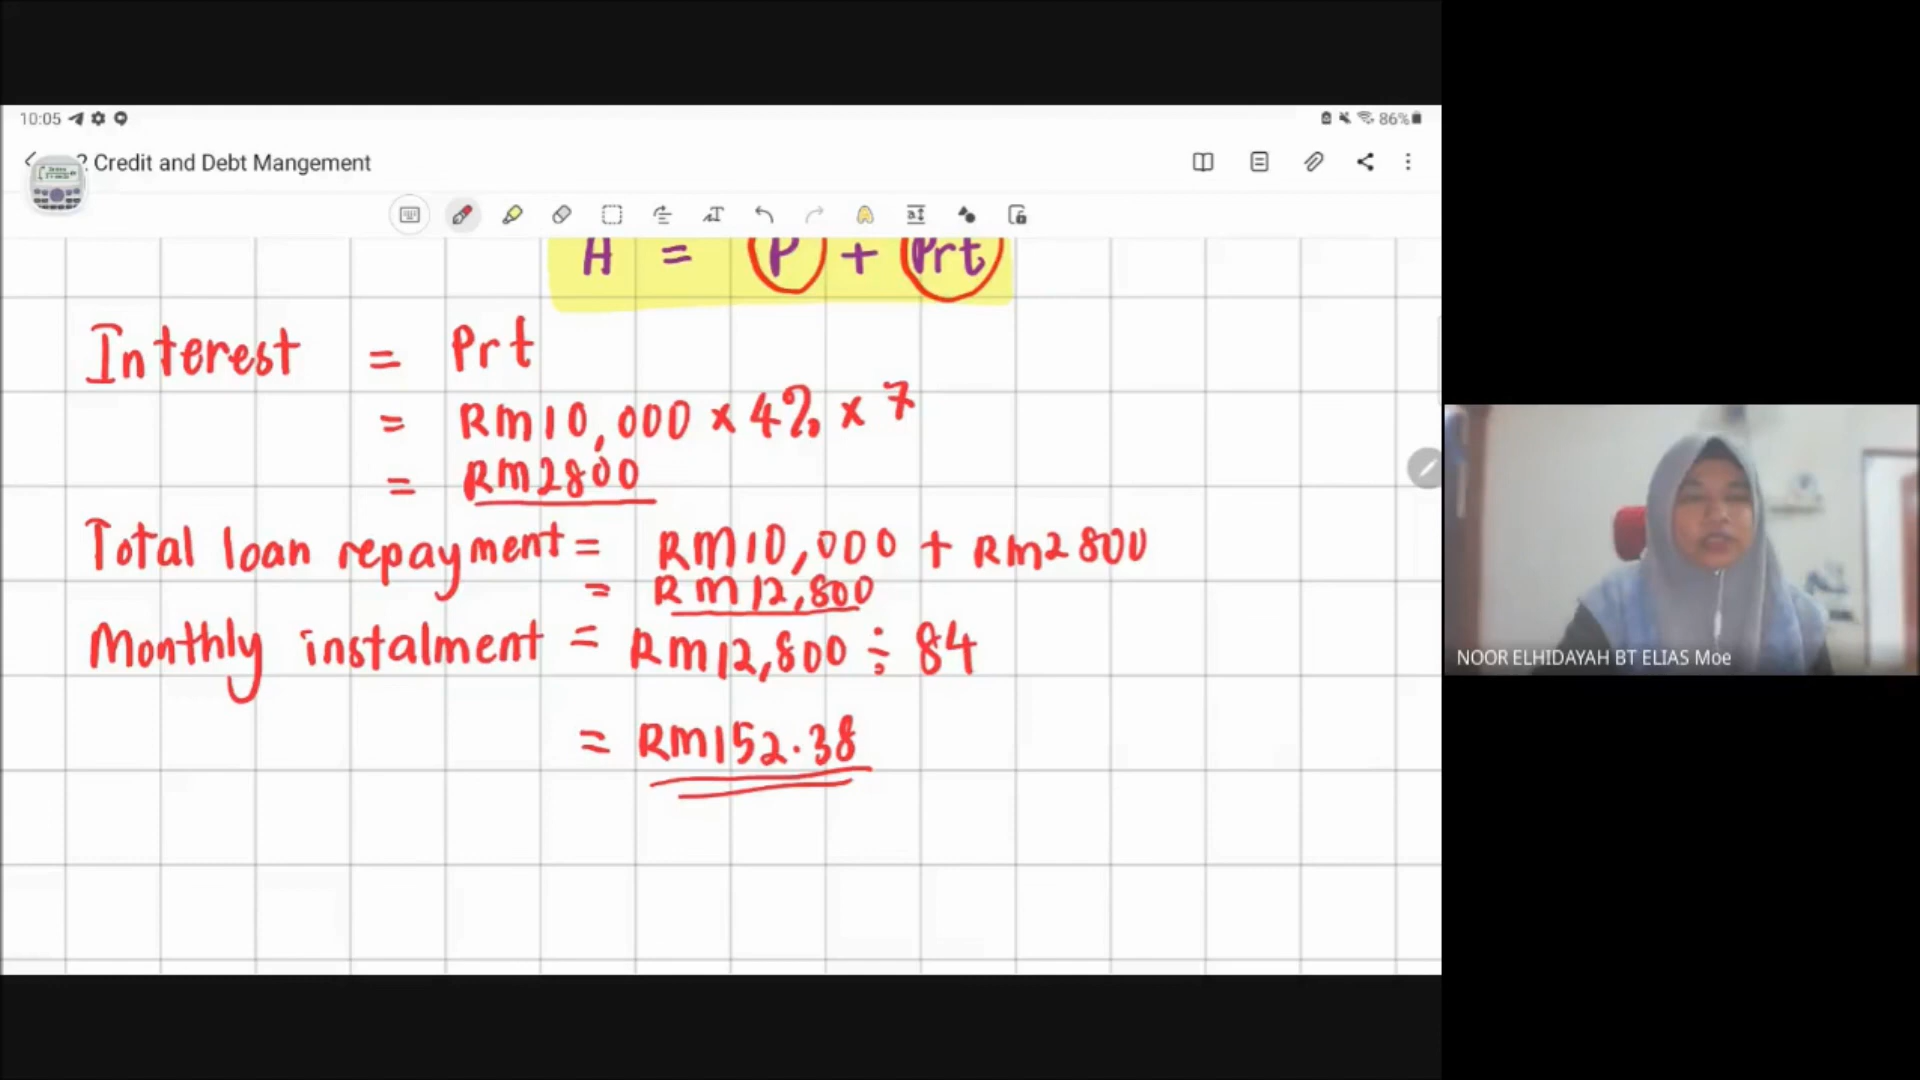 10:05 86%
2 Credit and Debt Mangement
A = P + Prt
Interest = Prt
= RM10,000 × 4% × 7
= RM2800
Total loan repayment = RM10,000 + RM2800
= RM12,800
Monthly instalment = RM12,800 ÷ 84
= RM152.38
NOOR ELHIDAYAH BT ELIAS Moe